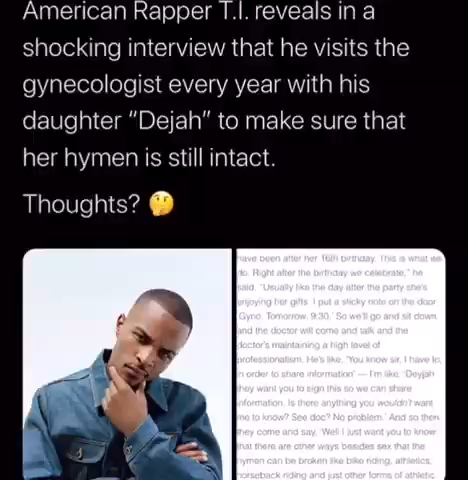 American Rapper T.I. reveals in a
shocking interview that he visits the
gynecologist every year with his
daughter "Dejah" to make sure that
her hymen is still intact.
Thoughts? 🤔
have been after her 16th birthday. This is what we
do. Right after the birthday we celebrate," he
said. "Usually like the day after the party she's
enjoying her gifts. I put a sticky note on the door
'Gyno. Tomorrow. 9:30.' So we'll go and sit down
and the doctor will come and talk and the
doctor's maintaining a high level of
professionalism. He's like, 'You know sir, I have to,
in order to share information' — I'm like, 'Deyjah
they want you to sign this so we can share
information. Is there anything you wouldn't want
me to know? See doc? No problem.' And so then
they come and say, 'Well I just want you to know
that there are other ways besides sex that the
hymen can be broken like bike riding, athletics,
horseback riding and just other forms of athletic